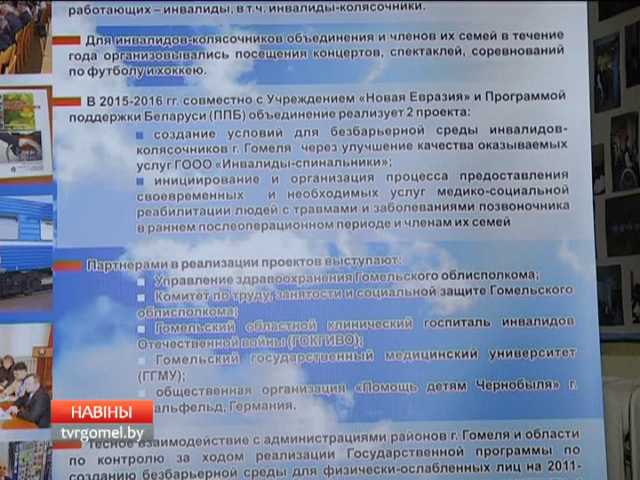 работающих – инвалиды, в т.ч. инвалиды-колясочники.
Для инвалидов-колясочников объединения и членов их семей в течение
года организовывались посещения концертов, спектаклей, соревнований
по футболу и хоккею.
В 2015-2016 гг. совместно с Учреждением «Новая Евразия» и Программой
поддержки Беларуси (ППБ) объединение реализует 2 проекта:
создание условий для безбарьерной среды инвалидов-
колясочников г. Гомеля через улучшение качества оказываемых
услуг ГООО «Инвалиды-спинальники»;
инициирование и организация процесса предоставления
своевременных и необходимых услуг медико-социальной
реабилитации людей с травмами и заболеваниями позвоночника
в раннем послеоперационном периоде и членам их семей
Партнерами в реализации проектов выступают:
Управление здравоохранения Гомельского облисполкома;
Комитет по труду, занятости и социальной защите Гомельского
облисполкома;
Гомельский областной клинический госпиталь инвалидов
Отечественной войны (ГОКГИВО);
Гомельский государственный медицинский университет
(ГГМУ);
общественная организация «Помощь детям Чернобыля» г.
альфельд, Германия.
НАВІНЫ
tvrgomel.by
Тесное взаимодействие с администрациями районов г. Гомеля и области
по контролю за ходом реализации Государственной программы по
созданию безбарьерной среды для физически-ослабленных лиц на 2011-